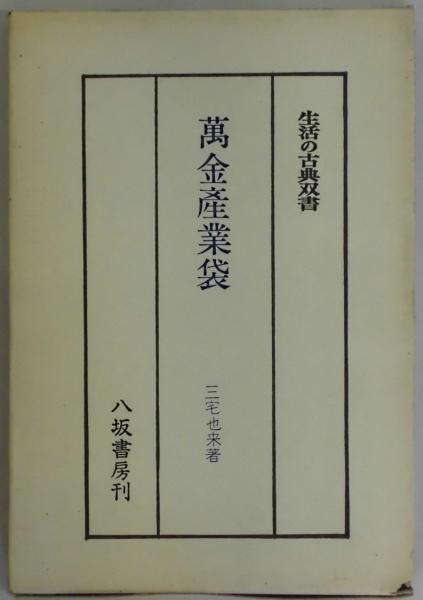 生活の古典双書
萬金產業袋
三宅也来著
八坂書房刊